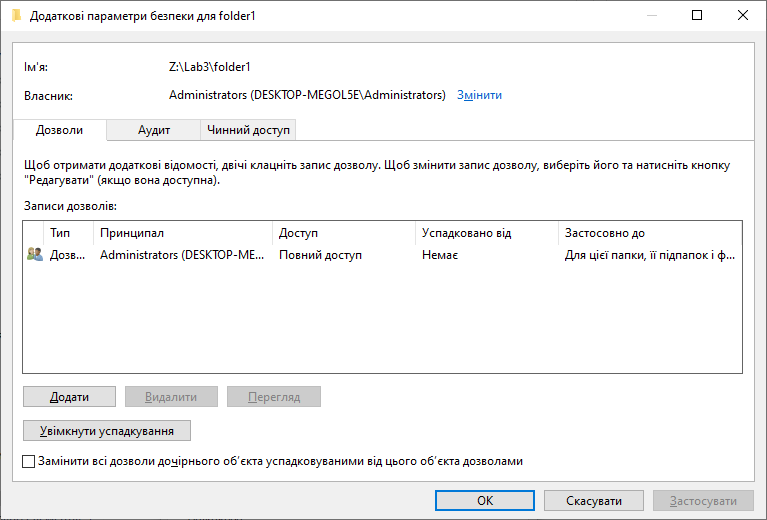 Додаткові параметри безпеки для folder1
Ім'я: Z:\Lab3\folder1
Власник: Administrators (DESKTOP-MEGOL5E\Administrators) Змінити
Дозволи Аудит Чинний доступ
Щоб отримати додаткові відомості, двічі клацніть запис дозволу. Щоб змінити запис дозволу, виберіть його та натисніть кнопку
"Редагувати" (якщо вона доступна).
Записи дозволів:
Тип Принципал Доступ Успадковано від Застосовно до
Дозв... Administrators (DESKTOP-ME... Повний доступ Немає Для цієї папки, її підпапок і ф...
Додати Видалити Перегляд
Увімкнути успадкування
Замінити всі дозволи дочірнього об'єкта успадковуваними від цього об'єкта дозволами
ОК Скасувати Застосувати